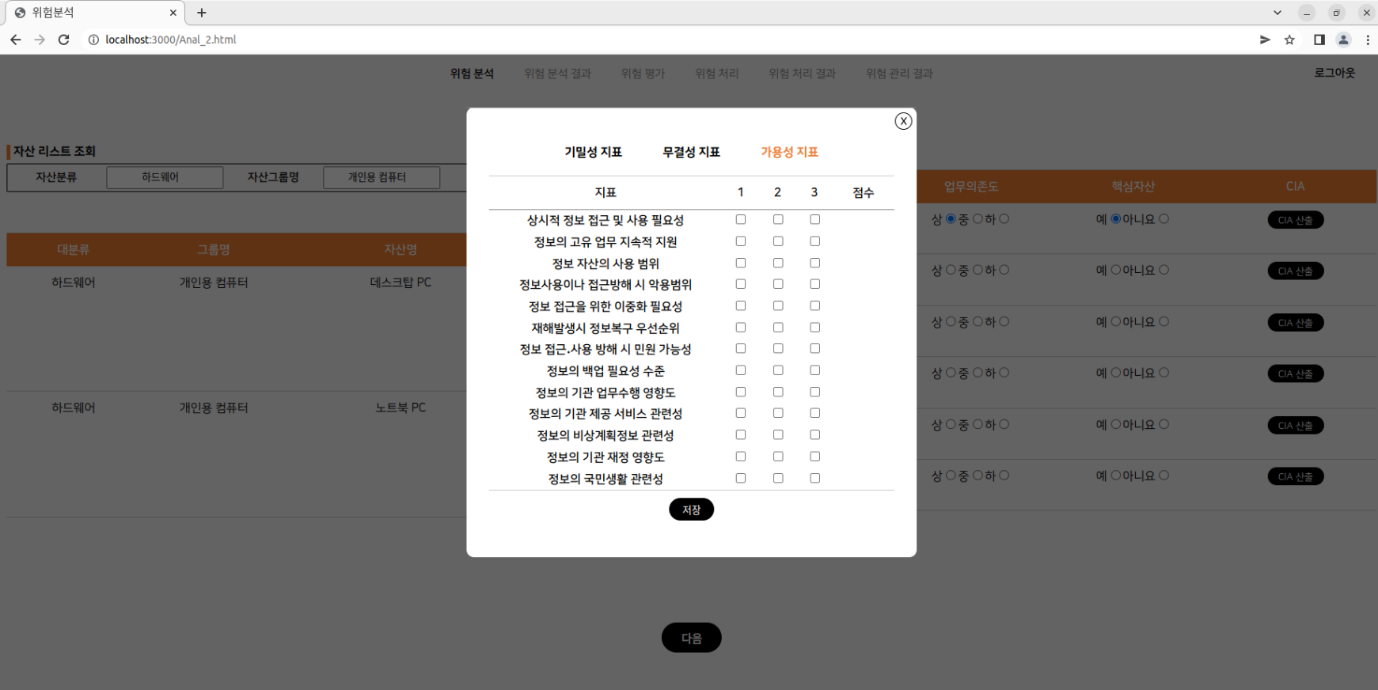 위험분석
localhost:3000/Anal_2.html
위험 분석 위험 분석 결과 위험 평가 위험 처리 위험 처리 결과 위험 관리 결과 로그아웃
자산 리스트 조회
자산분류 하드웨어 자산그룹명 개인용 컴퓨터
대분류 그룹명 자산명
하드웨어 개인용 컴퓨터 데스크탑 PC
하드웨어 개인용 컴퓨터 노트북 PC
X
기밀성 지표 무결성 지표 가용성 지표
지표 1 2 3 점수
상시적 정보 접근 및 사용 필요성
정보의 고유 업무 지속적 지원
정보 자산의 사용 범위
정보사용이나 접근방해 시 악용범위
정보 접근을 위한 이중화 필요성
재해발생시 정보복구 우선순위
정보 접근.사용 방해 시 민원 가능성
정보의 백업 필요성 수준
정보의 기관 업무수행 영향도
정보의 기관 제공 서비스 관련성
정보의 비상계획정보 관련성
정보의 기관 재정 영향도
정보의 국민생활 관련성
저장
업무의존도 핵심자산 CIA
상 중 하 예 아니요 CIA 산출
상 중 하 예 아니요 CIA 산출
상 중 하 예 아니요 CIA 산출
상 중 하 예 아니요 CIA 산출
상 중 하 예 아니요 CIA 산출
상 중 하 예 아니요 CIA 산출
다음